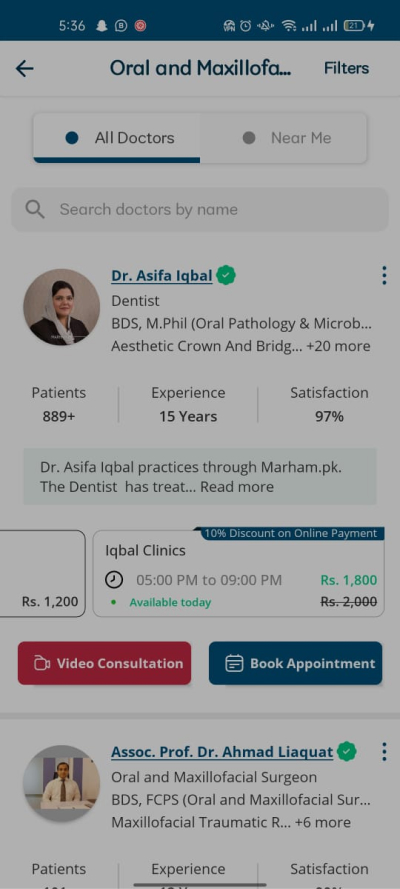 5:36
21
Oral and Maxillofa...
Filters
All Doctors
Near Me
Search doctors by name
Dr. Asifa Iqbal
Dentist
BDS, M.Phil (Oral Pathology & Microb...
Aesthetic Crown And Bridg... +20 more
Patients Experience Satisfaction
889+ 15 Years 97%
Dr. Asifa Iqbal practices through Marham.pk.
The Dentist has treat... Read more
10% Discount on Online Payment
Iqbal Clinics
05:00 PM to 09:00 PM Rs. 1,800
Rs. 1,200 Available today Rs. 2,000
Video Consultation Book Appointment
Assoc. Prof. Dr. Ahmad Liaquat
Oral and Maxillofacial Surgeon
BDS, FCPS (Oral and Maxillofacial Sur...
Maxillofacial Traumatic R... +6 more
Patients Experience Satisfaction